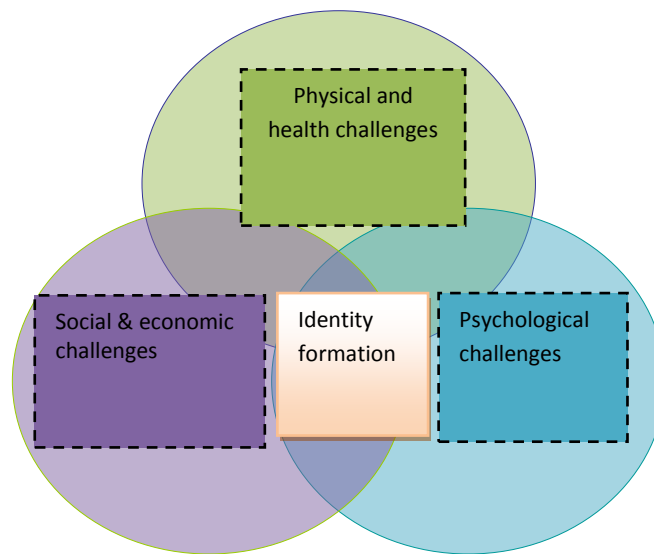 Physical and
health challenges
Social & economic
challenges
Identity
formation
Psychological
challenges